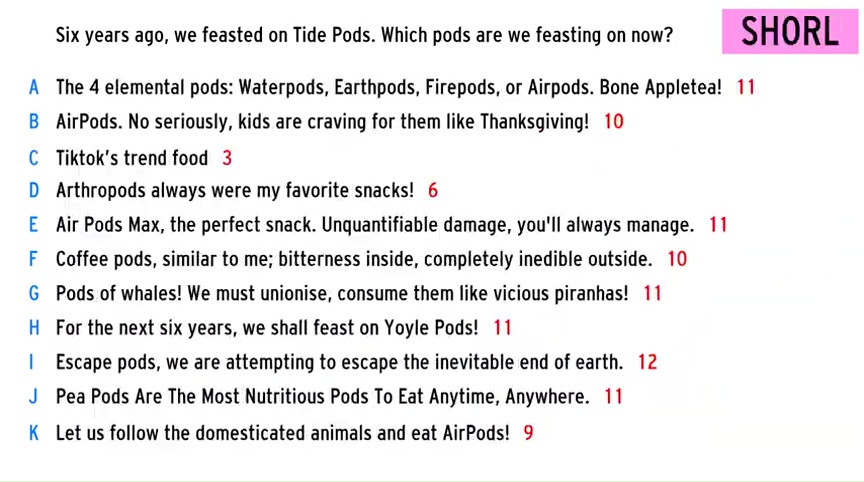 Six years ago, we feasted on Tide Pods. Which pods are we feasting on now?
SHORL
A The 4 elemental pods: Waterpods, Earthpods, Firepods, or Airpods. Bone Appletea! 11
B AirPods. No seriously, kids are craving for them like Thanksgiving! 10
C Tiktok's trend food 3
D Arthropods always were my favorite snacks! 6
E Air Pods Max, the perfect snack. Unquantifiable damage, you'll always manage. 11
F Coffee pods, similar to me; bitterness inside, completely inedible outside. 10
G Pods of whales! We must unionise, consume them like vicious piranhas! 11
H For the next six years, we shall feast on Yoyle Pods! 11
I Escape pods, we are attempting to escape the inevitable end of earth. 12
J Pea Pods Are The Most Nutritious Pods To Eat Anytime, Anywhere. 11
K Let us follow the domesticated animals and eat AirPods! 9